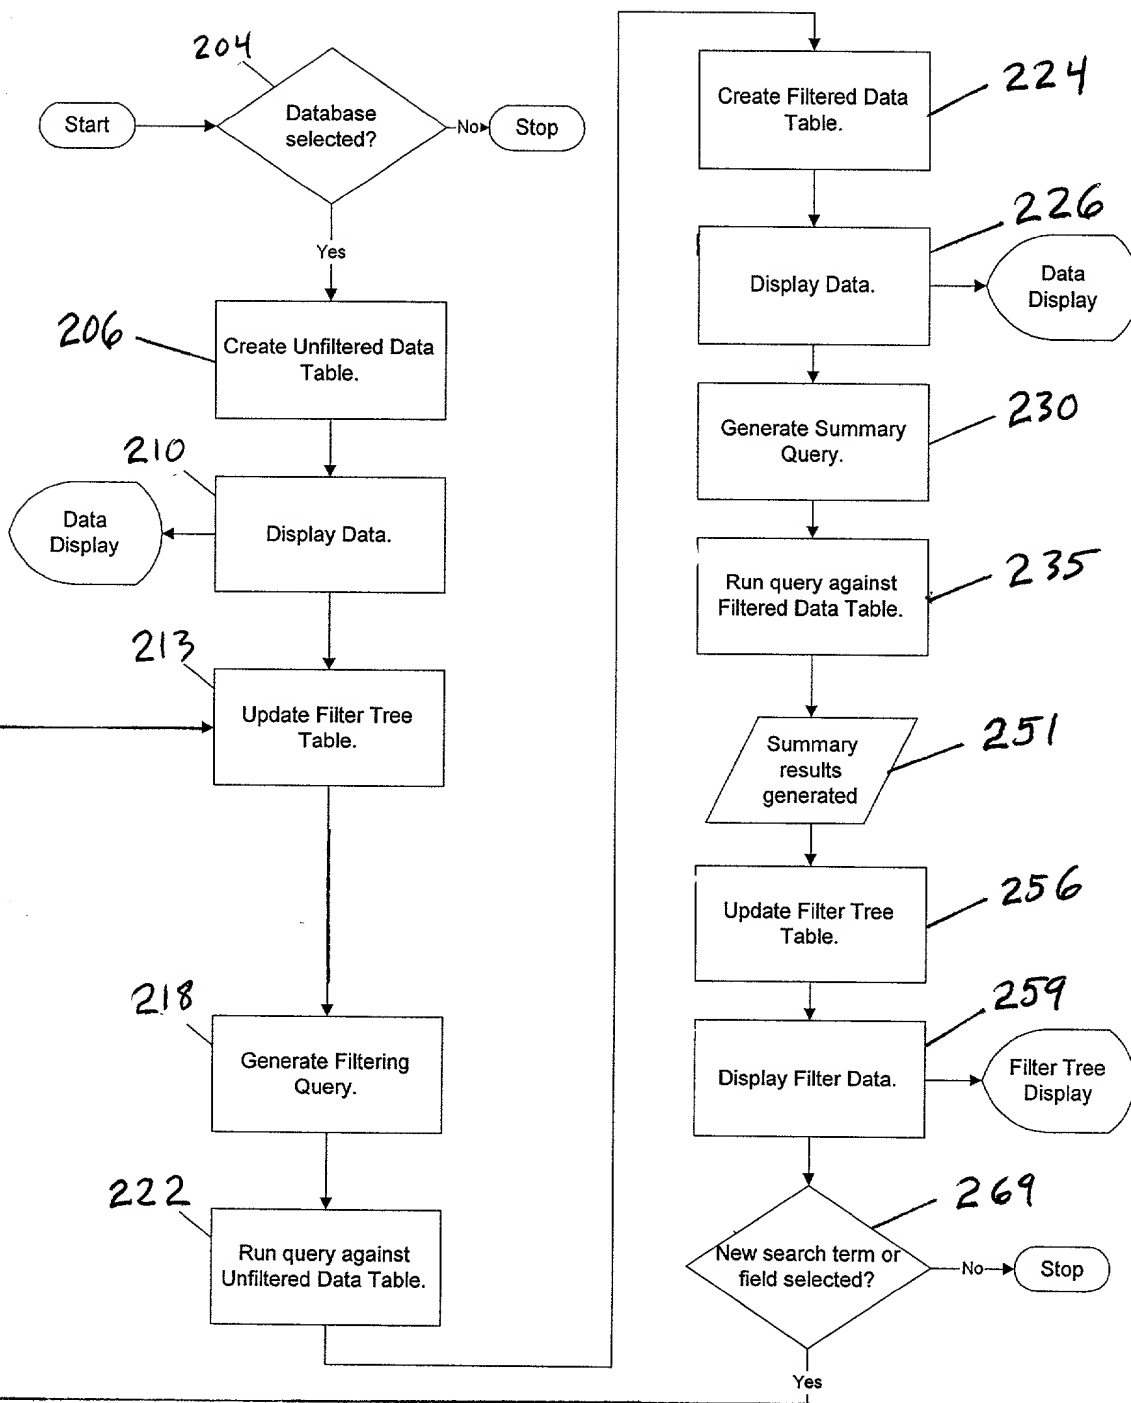 204
Start
Database
selected?
No
Stop
Yes
206
Create Unfiltered Data
Table.
210
Data
Display
Display Data.
213
Update Filter Tree
Table.
218
Generate Filtering
Query.
222
Run query against
Unfiltered Data Table.
224
Create Filtered Data
Table.
226
Display Data.
Data
Display
230
Generate Summary
Query.
235
Run query against
Filtered Data Table.
251
Summary
results
generated
256
Update Filter Tree
Table.
259
Display Filter Data.
Filter Tree
Display
269
New search term or
field selected?
No
Stop
Yes